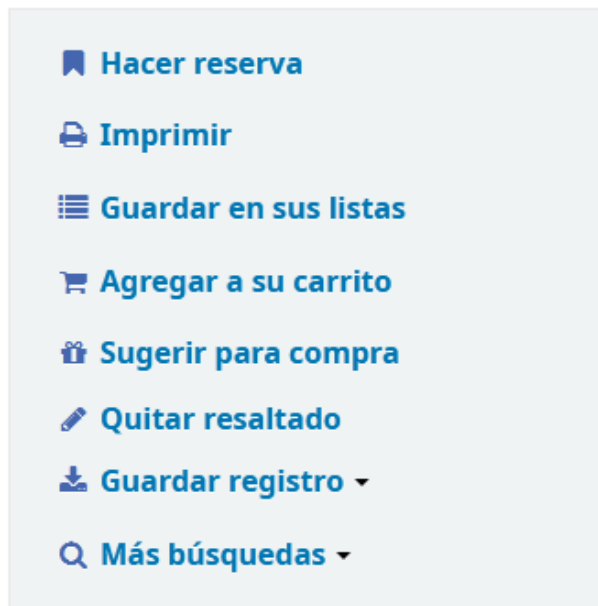 Hacer reserva
Imprimir
Guardar en sus listas
Agregar a su carrito
Sugerir para compra
Quitar resaltado
Guardar registro
Más búsquedas